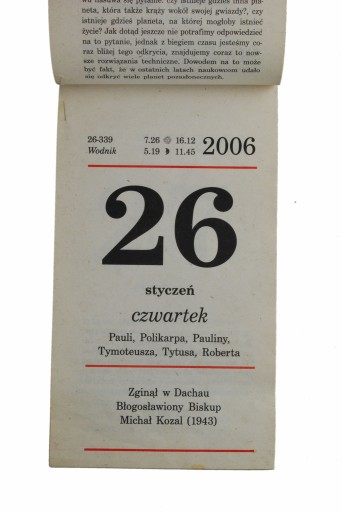 wu nasuwa się pytanie: czy istnieje gdzieś inna pla-
neta, która także krąży wokół swojej gwiazdy?, czy
istnieje gdzieś planeta, na której mogłoby istnieć
życie? Jak dotąd jeszcze nie potrafimy odpowiedzieć
na to pytanie, jednak z biegiem czasu jesteśmy co-
raz bliżej tego odkrycia, znajdujemy coraz to now-
sze rozwiązania techniczne. Dowodem na to może
być fakt, że w ostatnich latach naukowcom udało
się odkryć wiele planet pozasłonecznych.
26-339 7.26 16.12 2006
Wodnik 5.19 11.45
26
styczeń
czwartek
Pauli, Polikarpa, Pauliny,
Tymoteusza, Tytusa, Roberta
Zginął w Dachau
Błogosławiony Biskup
Michał Kozal (1943)